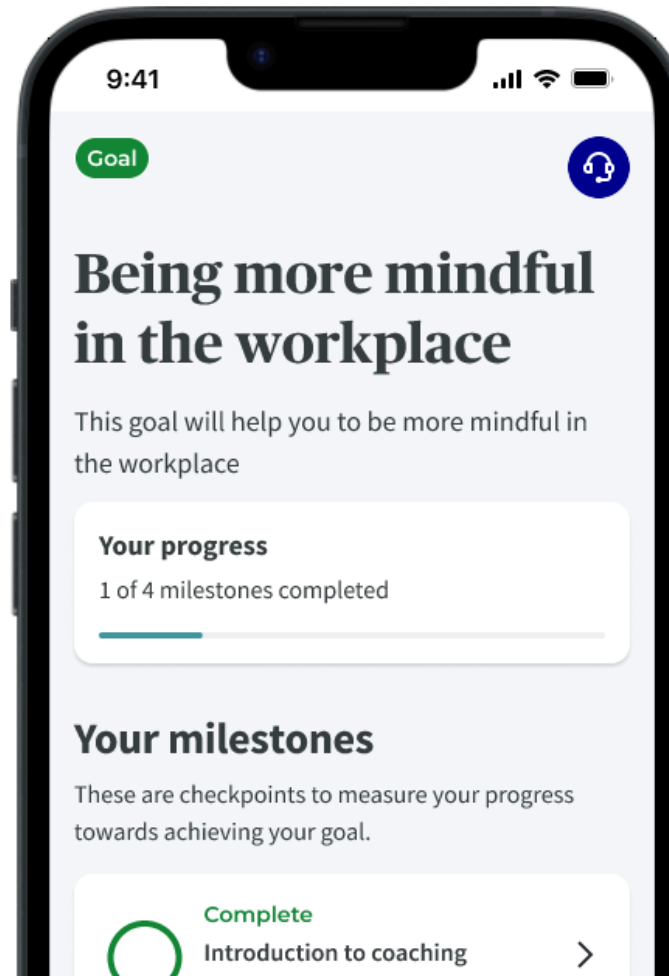 9:41
Goal
Being more mindful
in the workplace
This goal will help you to be more mindful in
the workplace
Your progress
1 of 4 milestones completed
Your milestones
These are checkpoints to measure your progress
towards achieving your goal.
Complete
Introduction to coaching